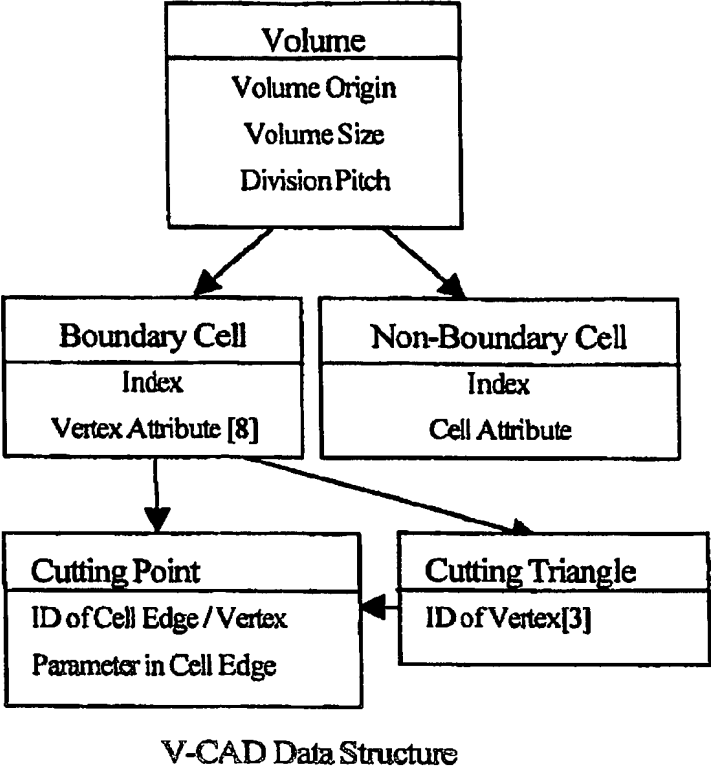 Volume
Volume Origin
Volume Size
Division Pitch
Boundary Cell
Index
Vertex Attribute [8]
Non-Boundary Cell
Index
Cell Attribute
Cutting Point
ID of Cell Edge / Vertex
Parameter in Cell Edge
Cutting Triangle
ID of Vertex[3]
V-CAD Data Structure